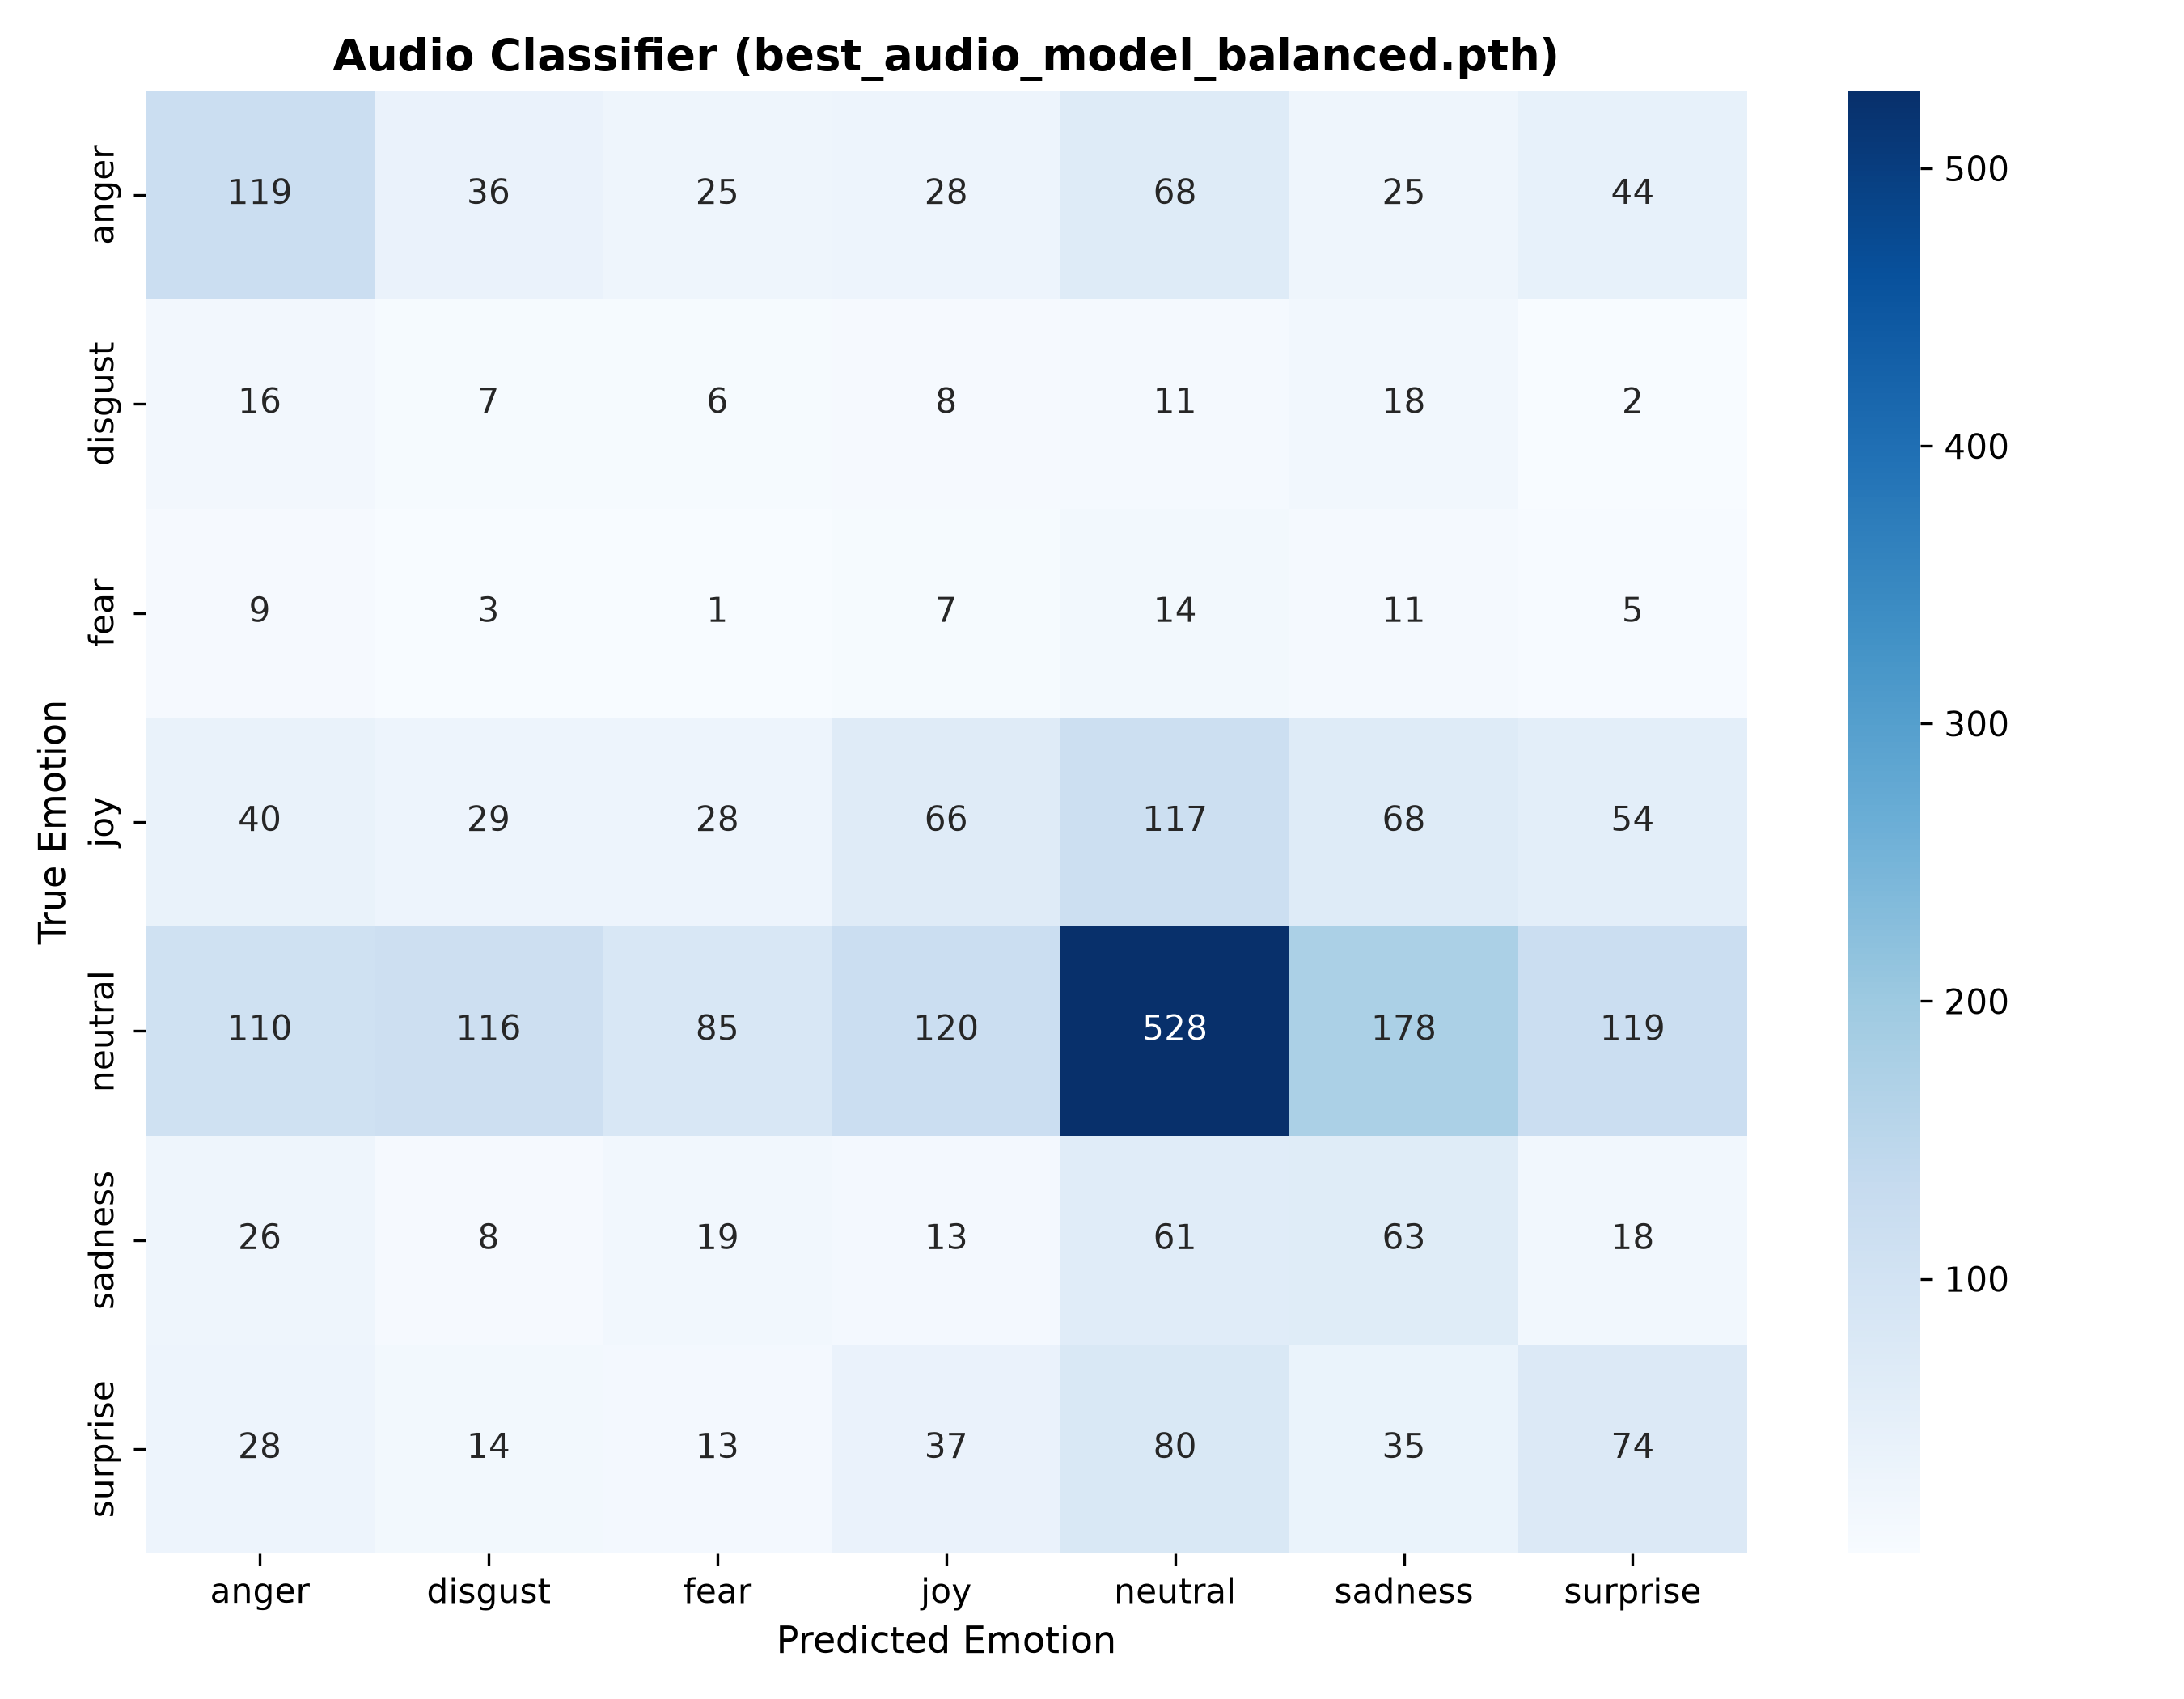 Audio Classifier (best_audio_model_balanced.pth)
anger 119 36 25 28 68 25 44
disgust 16 7 6 8 11 18 2
fear 9 3 1 7 14 11 5
joy 40 29 28 66 117 68 54
neutral 110 116 85 120 528 178 119
sadness 26 8 19 13 61 63 18
surprise 28 14 13 37 80 35 74
anger disgust fear joy neutral sadness surprise
True Emotion
Predicted Emotion
500
400
300
200
100